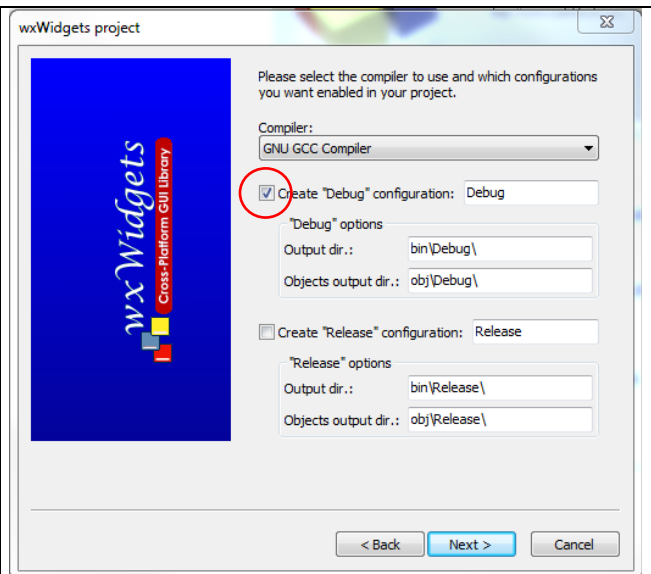 wxWidgets project
Please select the compiler to use and which configurations
you want enabled in your project.
Compiler:
GNU GCC Compiler
Create "Debug" configuration: Debug
"Debug" options
Output dir.: bin\Debug\
Objects output dir.: obj\Debug\
Create "Release" configuration: Release
"Release" options
Output dir.: bin\Release\
Objects output dir.: obj\Release\
wxWidgets
Cross-Platform GUI Library
< Back Next > Cancel